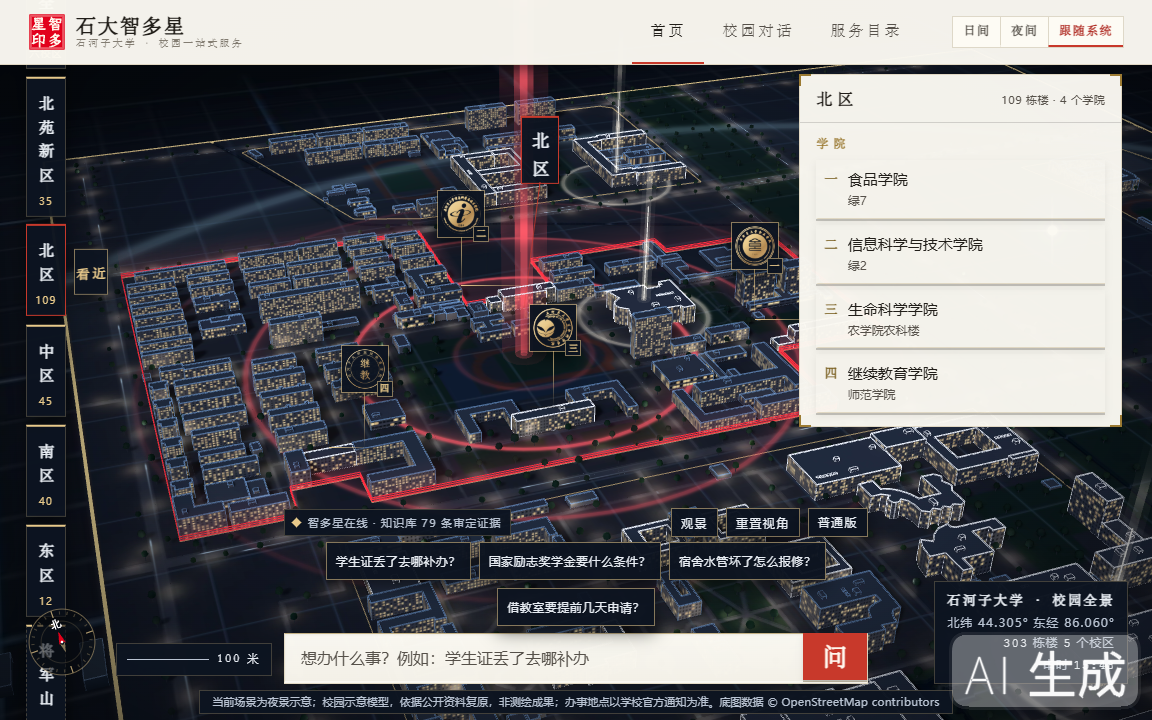 星智
印多
石大智多星
石河子大学 · 校园一站式服务
首页
校园对话
服务目录
日间
夜间
跟随系统
北苑新区
35
北区
109
看近
中区
45
南区
40
东区
12
将军山
北
北区
二
一
三
继教
四
北区
109 栋楼 · 4 个学院
学院
一 食品学院
绿7
二 信息科学与技术学院
绿2
三 生命科学学院
农学院农科楼
四 继续教育学院
师范学院
智多星在线 · 知识库 79 条审定证据
观景
重置视角
普通版
学生证丢了去哪补办?
国家励志奖学金要什么条件?
宿舍水管坏了怎么报修?
借教室要提前几天申请?
100 米
想办什么事？例如：学生证丢了去哪补办
问
石河子大学 · 校园全景
北纬 44.305° 东经 86.060°
303 栋楼 5 个校区
AI 生成
当前场景为夜景示意；校园示意模型，依据公开资料复原，非测绘成果；办事地点以学校官方通知为准。底图数据 © OpenStreetMap contributors